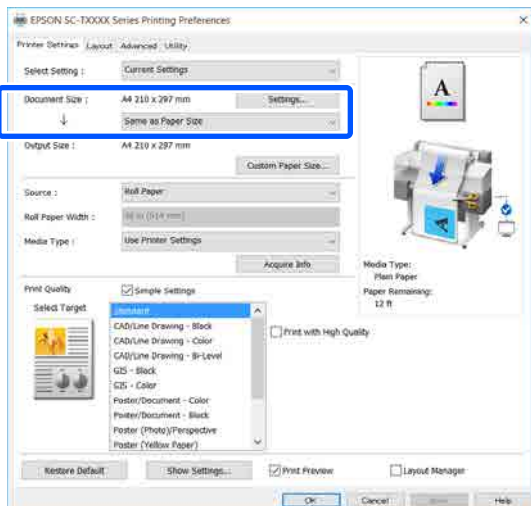 EPSON SC-TXXXX Series Printing Preferences
Printer Settings Layout Advanced Utility
Select Setting : Current Settings
Document Size : A4 210 x 297 mm Settings...
↓ Same as Paper Size
Output Size : A4 210 x 297 mm
Custom Paper Size...
Source : Roll Paper
Roll Paper Width :
Media Type : Use Printer Settings
Acquire Info
A
A
Media Type:
Plain Paper
Paper Remaining:
12 ft
Print Quality Simple Settings
Select Target
Standard
CAD/Line Drawing - Black
CAD/Line Drawing - Color
CAD/Line Drawing - Bi-Level
GIS - Black
GIS - Color
Poster/Document - Color
Poster/Document - Black
Poster (Photo)/Perspective
Poster (Yellow Paper)
Print with High Quality
Restore Default Show Settings... Print Preview Layout Manager
OK Cancel Help